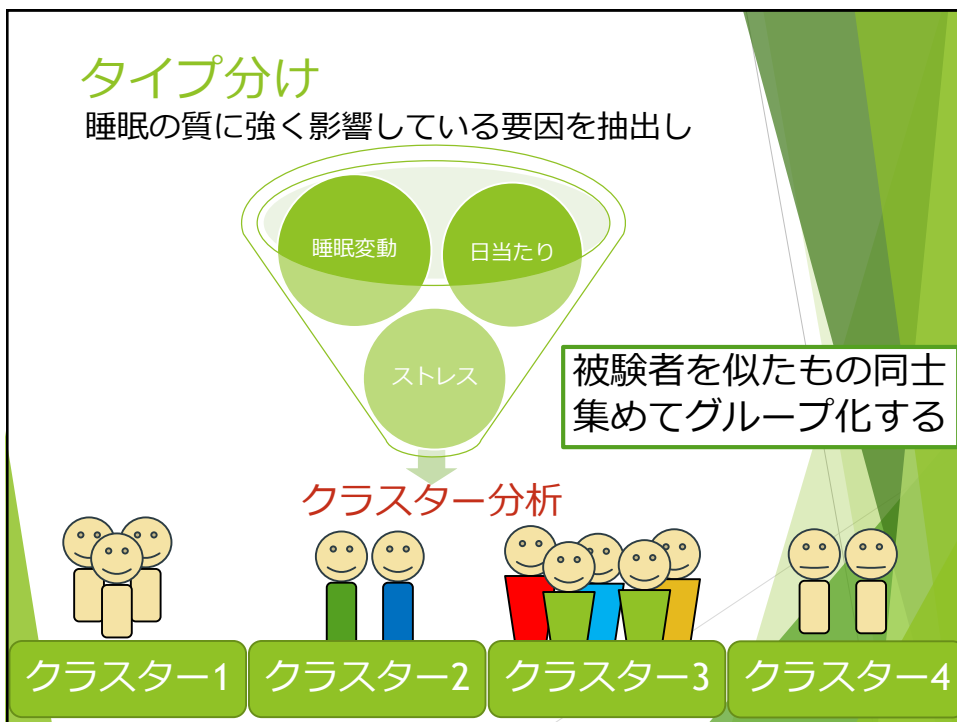 タイプ分け
睡眠の質に強く影響している要因を抽出し
睡眠変動
日当たり
ストレス
被験者を似たもの同士
集めてグループ化する
クラスター分析
クラスター1
クラスター2
クラスター3
クラスター4